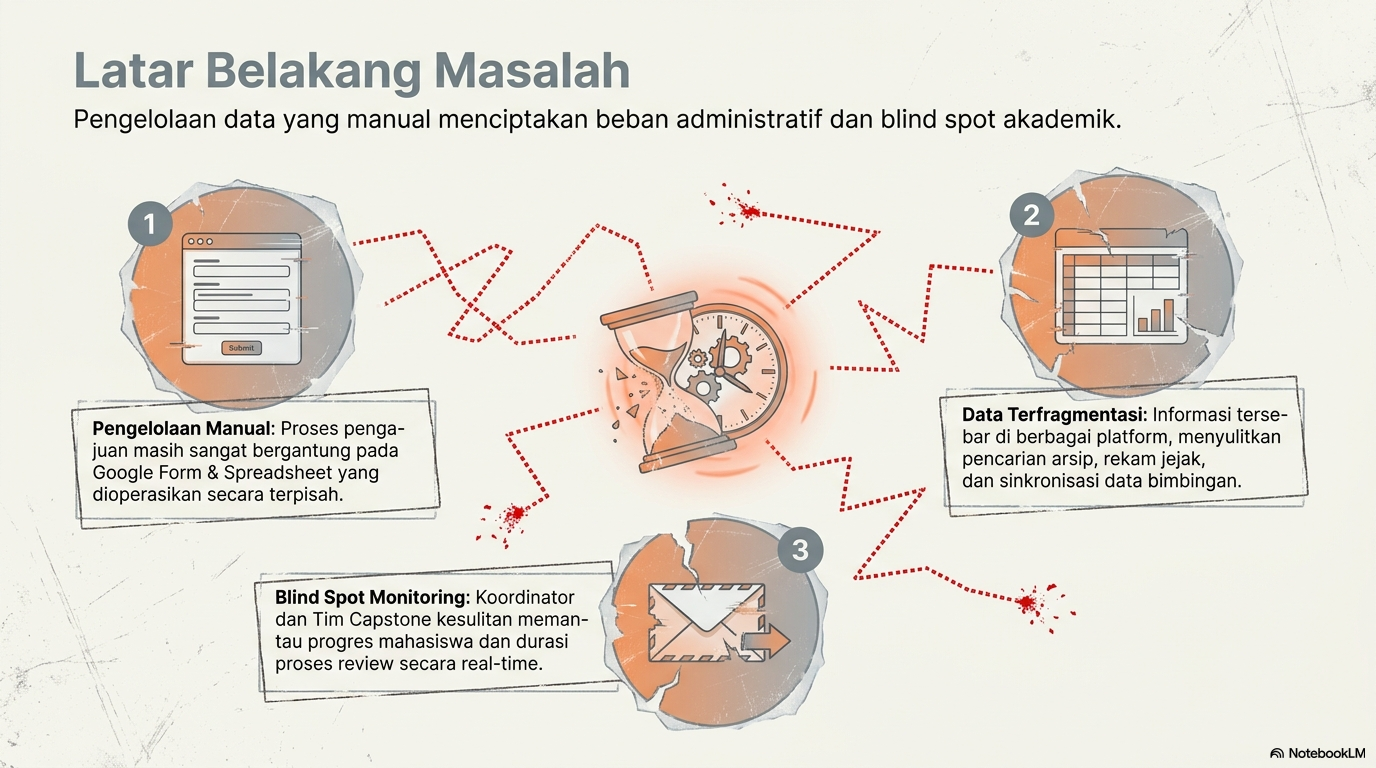 Latar Belakang Masalah
Pengelolaan data yang manual menciptakan beban administratif dan blind spot akademik.
1
Submit
Pengelolaan Manual: Proses penga-
juan masih sangat bergantung pada
Google Form & Spreadsheet yang
dioperasikan secara terpisah.
2
Data Terfragmentasi: Informasi terse-
bar di berbagai platform, menyulitkan
pencarian arsip, rekam jejak,
dan sinkronisasi data bimbingan.
3
Blind Spot Monitoring: Koordinator
dan Tim Capstone kesulitan meman-
tau progres mahasiswa dan durasi
proses review secara real-time.
NotebookLM